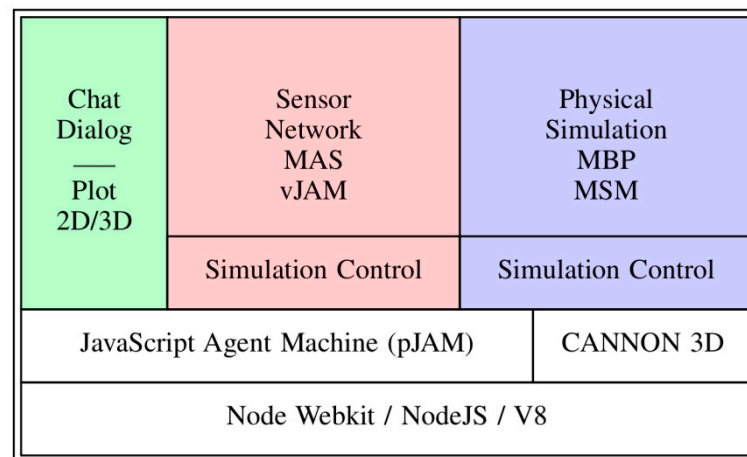 Chat
Dialog
Plot
2D/3D
Sensor
Network
MAS
vJAM
Simulation Control
Physical
Simulation
MBP
MSM
Simulation Control
JavaScript Agent Machine (pJAM)
CANNON 3D
Node Webkit / NodeJS / V8